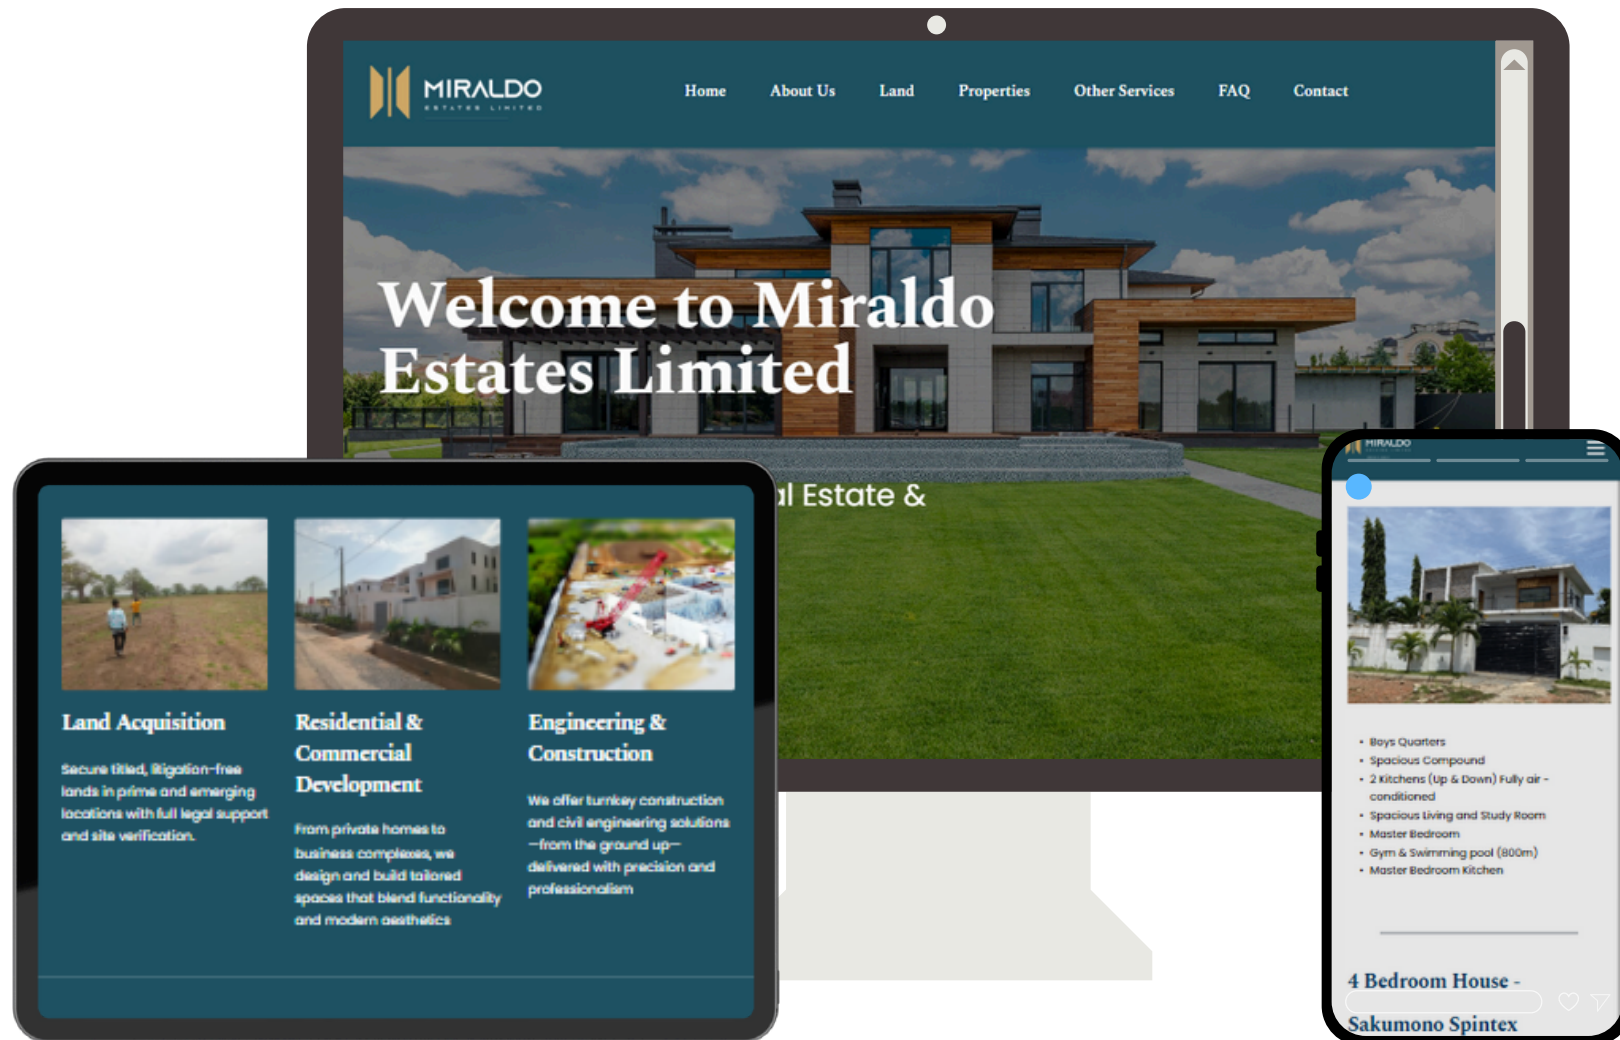 MIRALDO
ESTATES LIMITED
Home About Us Land Properties Other Services FAQ Contact
Welcome to Miraldo
Estates Limited
al Estate &
Land Acquisition
Secure titled, litigation-free
lands in prime and emerging
locations with full legal support
and site verification.
Residential &
Commercial
Development
From private homes to
business complexes, we
design and build tailored
spaces that blend functionality
and modern aesthetics
Engineering &
Construction
We offer turnkey construction
and civil engineering solutions
—from the ground up—
delivered with precision and
professionalism
MIRALDO
• Boys Quarters
• Spacious Compound
• 2 Kitchens (Up & Down) Fully air -
conditioned
• Spacious Living and Study Room
• Master Bedroom
• Gym & Swimming pool (800m)
• Master Bedroom Kitchen
4 Bedroom House -
Sakumono Spintex